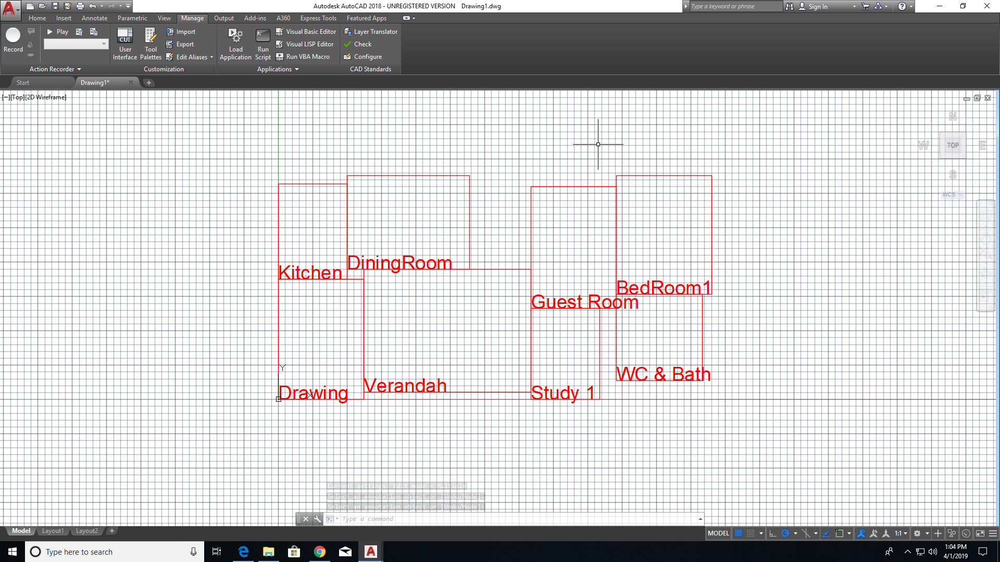 Autodesk AutoCAD 2018 - UNREGISTERED VERSION    Drawing1.dwg
Type a keyword or phrase
Sign In
Home Insert Annotate Parametric View Manage Output Add-ins A360 Express Tools Featured Apps
Record
Play
Action Recorder
CUI
User
Interface
Tool
Palettes
Import
Export
Edit Aliases
Customization
Load
Application
Run
Script
Visual Basic Editor
Visual LISP Editor
Run VBA Macro
Applications
Layer Translator
Check
Configure
CAD Standards
Start
Drawing1*
[−][Top][2D Wireframe]
N
W
TOP
E
S
WCS
DiningRoom
Kitchen
BedRoom1
Guest Room
Y
WC & Bath
Verandah
Drawing
X
Study 1
Current settings: Edit mode = Multiple
Select an annotation object or [Undo/Mode]:
Select an annotation object or [Undo/Mode]:
Type a command
Model Layout1 Layout2
MODEL
1:1
Type here to search
1:04 PM
4/1/2019